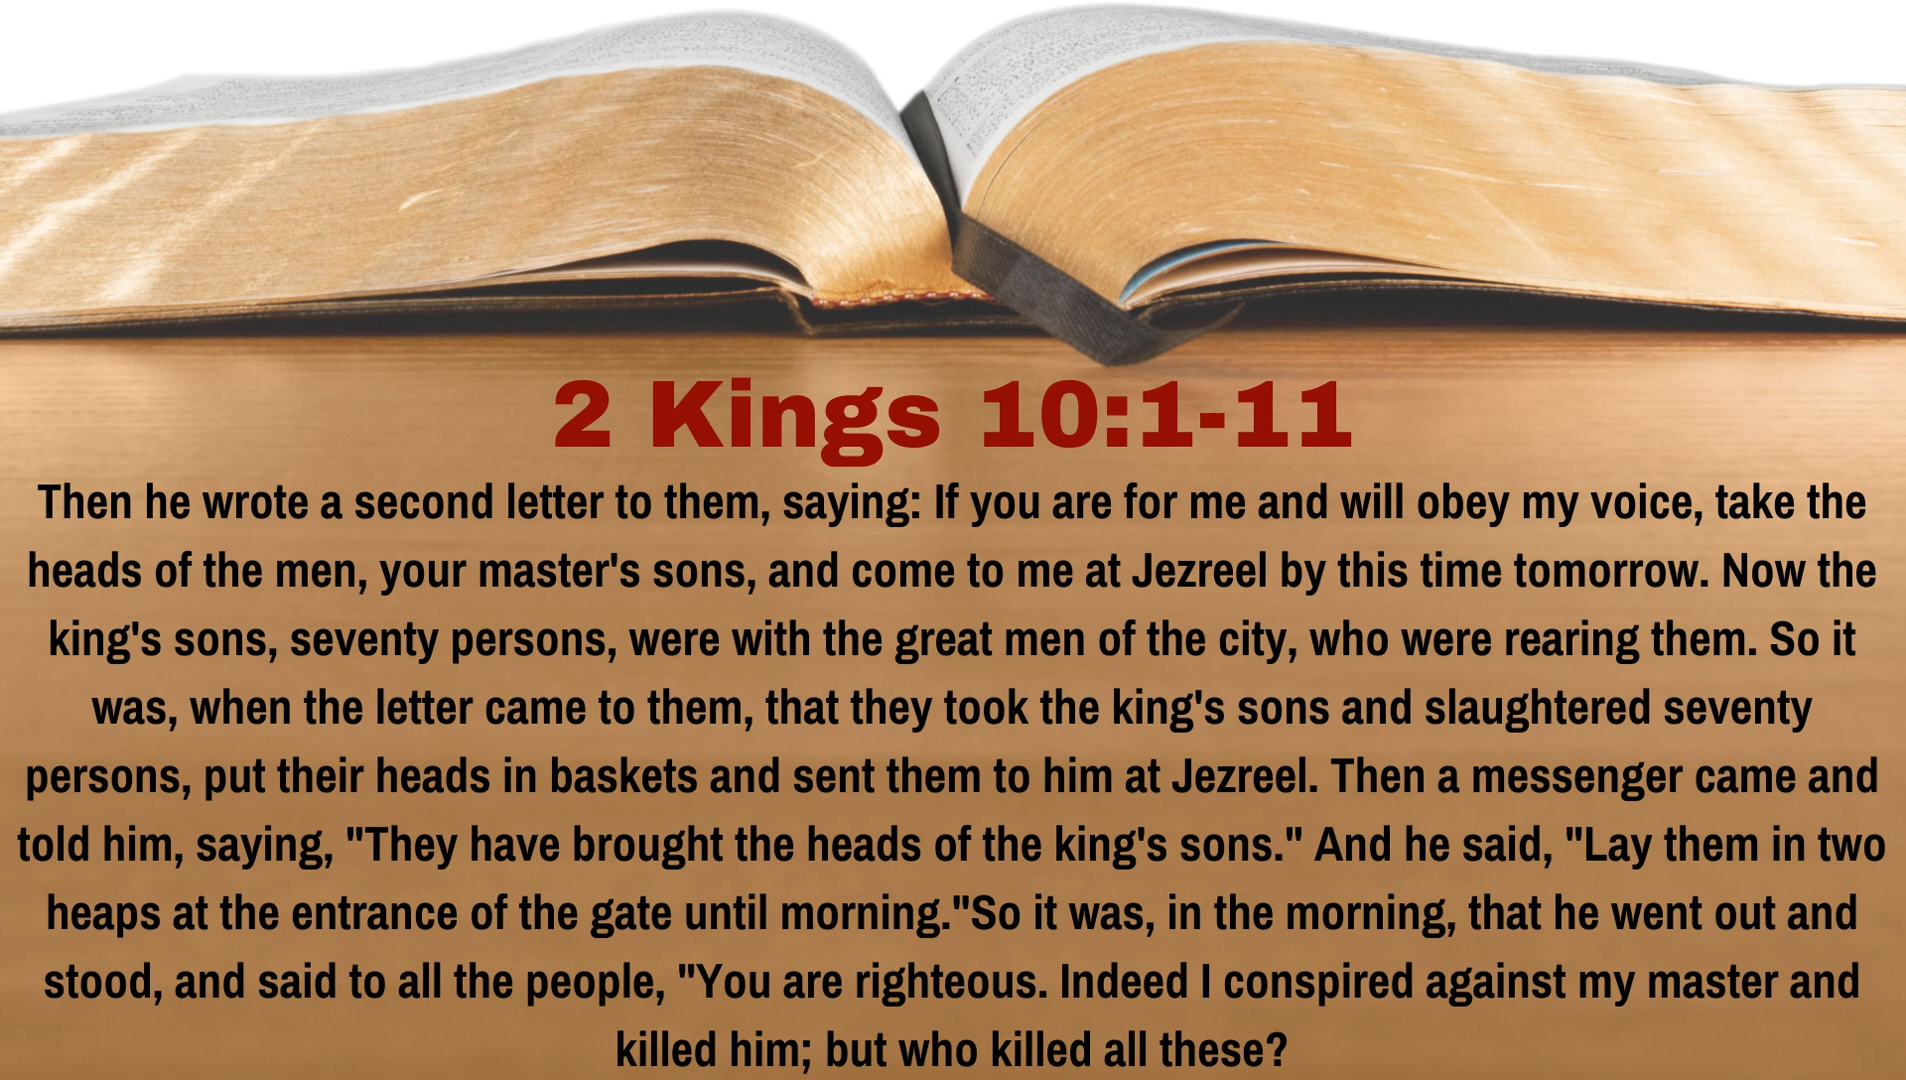 2 Kings 10:1-11
Then he wrote a second letter to them, saying: If you are for me and will obey my voice, take the
heads of the men, your master's sons, and come to me at Jezreel by this time tomorrow. Now the
king's sons, seventy persons, were with the great men of the city, who were rearing them. So it
was, when the letter came to them, that they took the king's sons and slaughtered seventy
persons, put their heads in baskets and sent them to him at Jezreel. Then a messenger came and
told him, saying, "They have brought the heads of the king's sons." And he said, "Lay them in two
heaps at the entrance of the gate until morning."So it was, in the morning, that he went out and
stood, and said to all the people, "You are righteous. Indeed I conspired against my master and
killed him; but who killed all these?